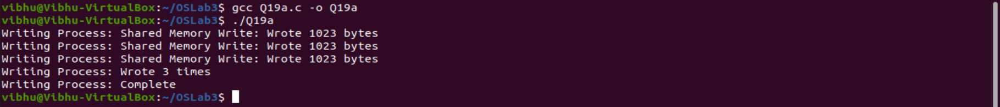 vibhu@Vibhu-VirtualBox:~/OSLab3$ gcc Q19a.c -o Q19a
vibhu@Vibhu-VirtualBox:~/OSLab3$ ./Q19a
Writing Process: Shared Memory Write: Wrote 1023 bytes
Writing Process: Shared Memory Write: Wrote 1023 bytes
Writing Process: Shared Memory Write: Wrote 1023 bytes
Writing Process: Wrote 3 times
Writing Process: Complete
vibhu@Vibhu-VirtualBox:~/OSLab3$